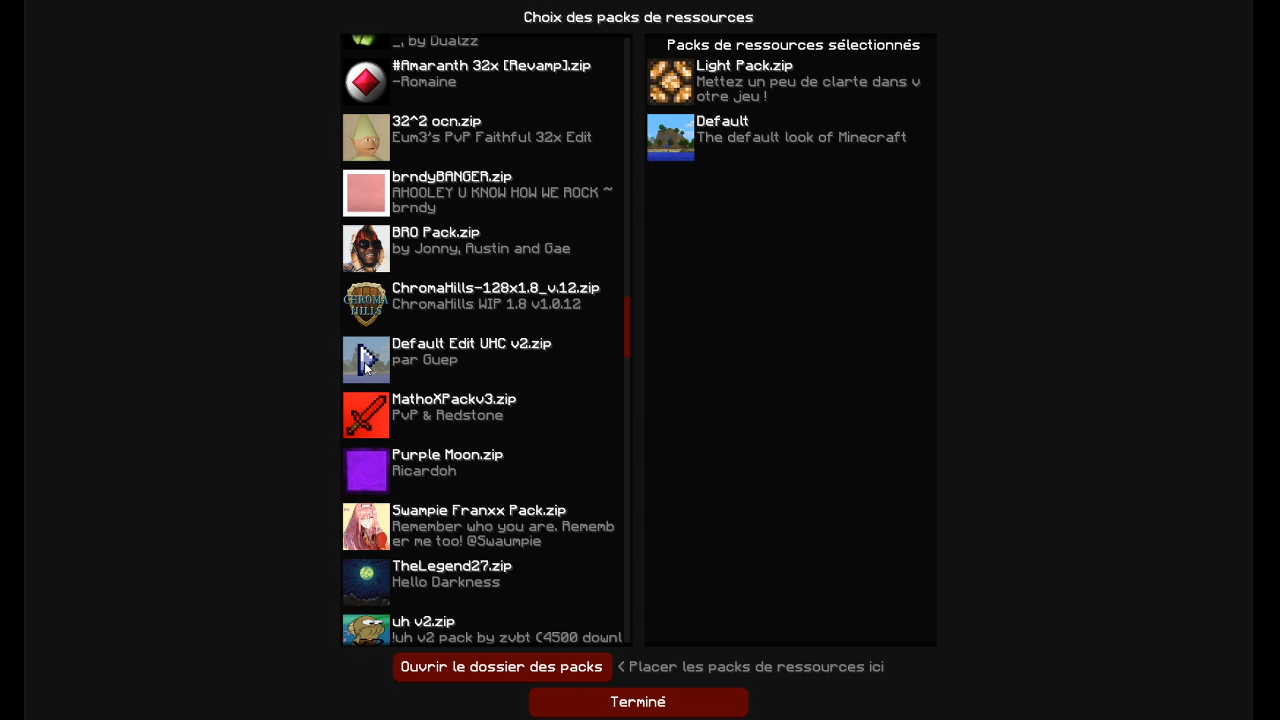 Choix des packs de ressources
_, by Dualzz
#Amaranth 32x [Revamp].zip
-Romaine
32^2 ocn.zip
Eum3's PvP Faithful 32x Edit
brndyBANGER.zip
AHOOLEY U KNOW HOW WE ROCK ~
brndy
BRO Pack.zip
by Jonny, Austin and Gae
CHROMA
HILLS
ChromaHills-128x1.8_v.12.zip
ChromaHills WIP 1.8 v1.0.12
Default Edit UHC v2.zip
par Guep
MathoXPackv3.zip
PvP & Redstone
Purple Moon.zip
Ricardoh
Swampie Franxx Pack.zip
Remember who you are. Rememb
er me too! @Swaumpie
TheLegend27.zip
Hello Darkness
uh v2.zip
!uh v2 pack by zvbt (4500 downl
Packs de ressources sélectionnés
Light Pack.zip
Mettez un peu de clarte dans v
otre jeu !
Default
The default look of Minecraft
Ouvrir le dossier des packs
< Placer les packs de ressources ici
Terminé